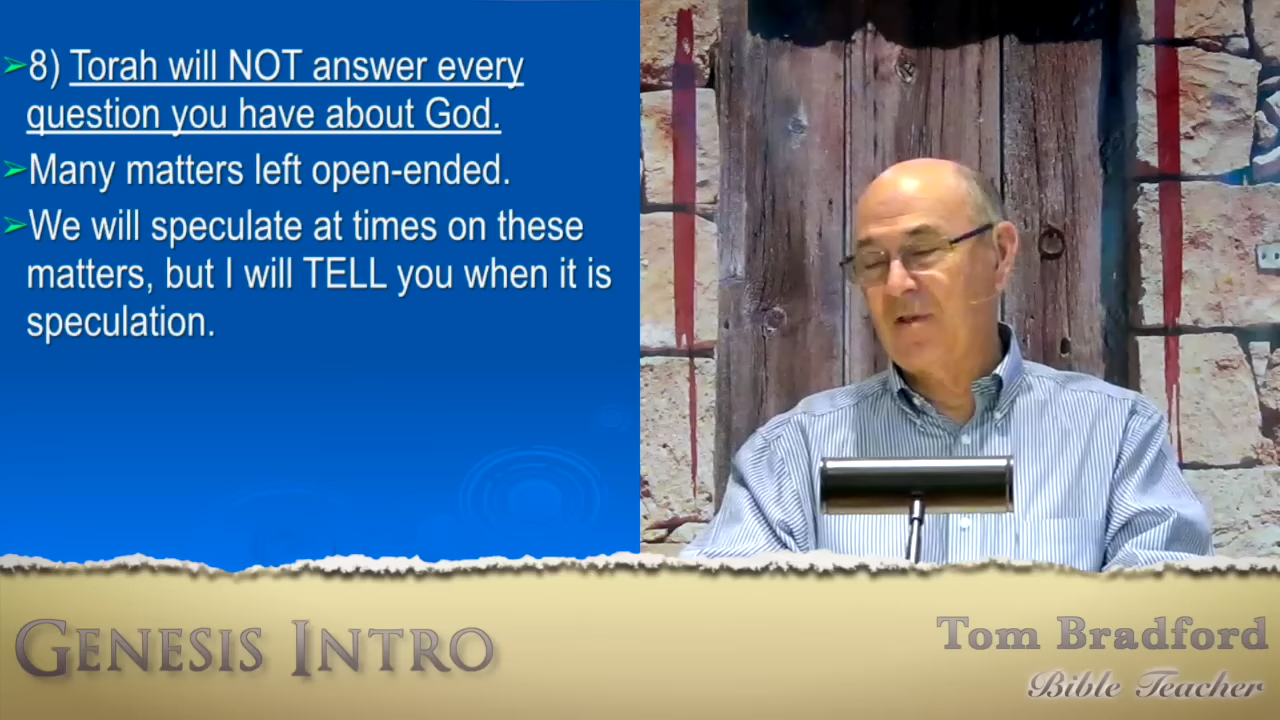 ➢8) Torah will NOT answer every
question you have about God.
➢Many matters left open-ended.
➢We will speculate at times on these
matters, but I will TELL you when it is
speculation.
GENESIS INTRO
Tom Bradford
Bible Teacher